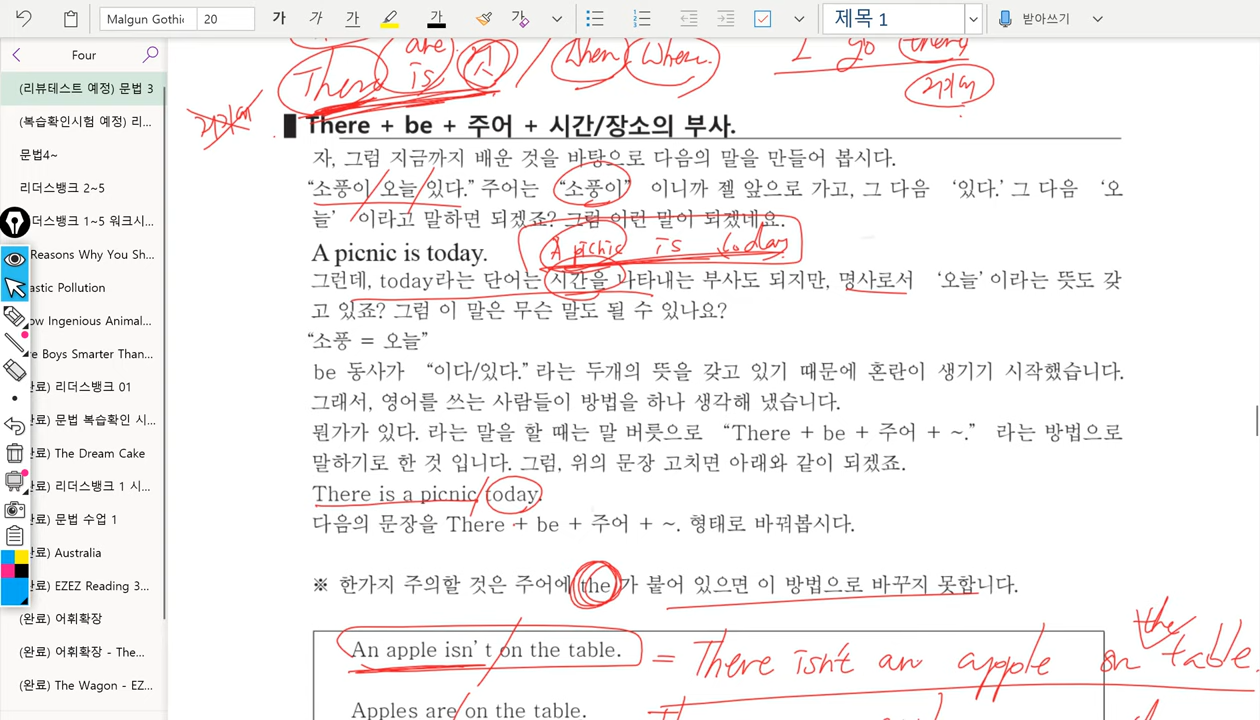 Malgun Gothic 20 가 가 가 가 제목 1 받아쓰기
Four
(리뷰테스트 예정) 문법 3
(복습확인시험 예정) 리...
문법4~
리더스뱅크 2~5
더스뱅크 1~5 워크시...
Reasons Why You Sh...
astic Pollution
ow Ingenious Animal...
re Boys Smarter Than...
완료) 리더스뱅크 01
완료) 문법 복습확인 시...
완료) The Dream Cake
완료) 리더스뱅크 1 시...
완료) 문법 수업 1
완료) Australia
완료) EZEZ Reading 3...
(완료) 어휘확장
(완료) 어휘확장 - The...
(완료) The Wagon - EZ...
are
There is / When Where I go there
거기에
거기에
There + be + 주어 + 시간/장소의 부사.
자, 그럼 지금까지 배운 것을 바탕으로 다음의 말을 만들어 봅시다.
“소풍이/오늘/있다.” 주어는 “소풍이” 이니까 젤 앞으로 가고, 그 다음 ‘있다.’ 그 다음 ‘오
늘’ 이라고 말하면 되겠죠? 그럼 이런 말이 되겠네요.
A picnic is today. A picnic is today
그런데, today라는 단어는 시간을 나타내는 부사도 되지만, 명사로서 ‘오늘’이라는 뜻도 갖
고 있죠? 그럼 이 말은 무슨 말도 될 수 있나요?
“소풍 = 오늘”
be 동사가 “이다/있다.” 라는 두개의 뜻을 갖고 있기 때문에 혼란이 생기기 시작했습니다.
그래서, 영어를 쓰는 사람들이 방법을 하나 생각해 냈습니다.
뭔가가 있다. 라는 말을 할 때는 말 버릇으로 “There + be + 주어 + ~.” 라는 방법으로
말하기로 한 것 입니다. 그럼, 위의 문장 고치면 아래와 같이 되겠죠.
There is a picnic/today.
다음의 문장을 There + be + 주어 + ~. 형태로 바꿔봅시다.
※ 한가지 주의할 것은 주어에 the 가 붙어 있으면 이 방법으로 바꾸지 못합니다.
the
An apple isn't/on the table. = There isn't an apple on table.
Apples are/on the table.